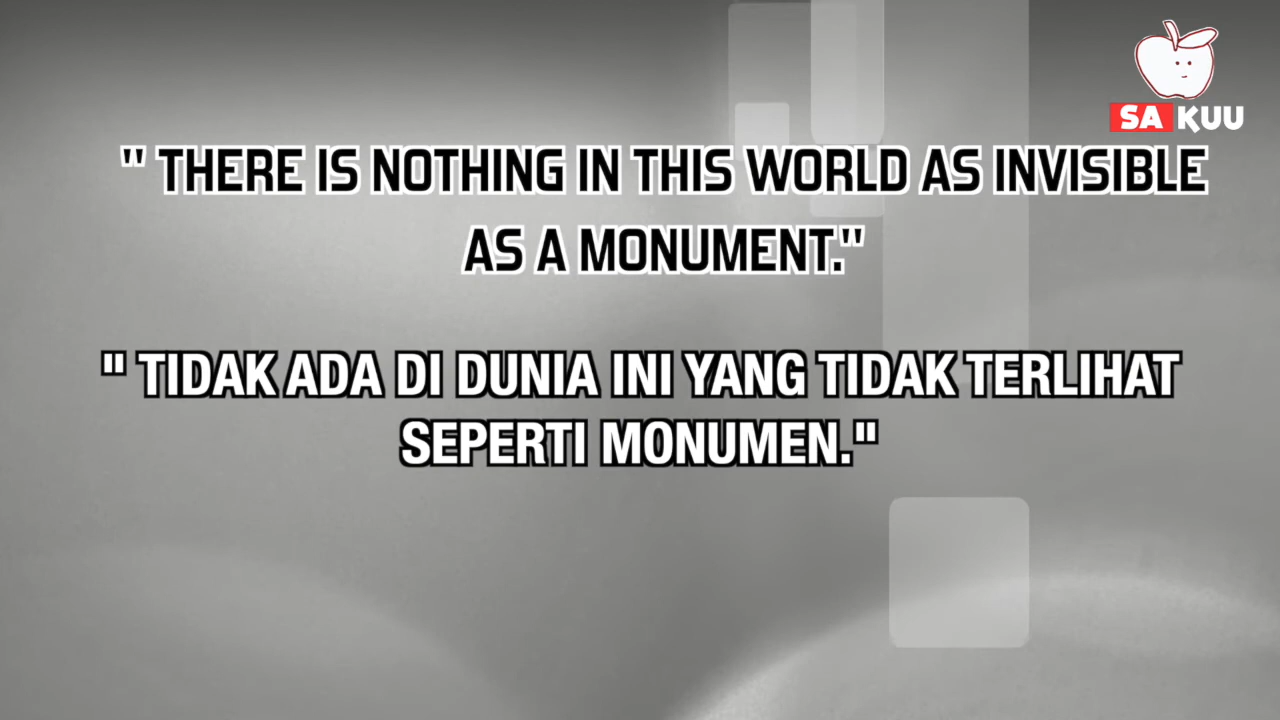 SA KUU
" THERE IS NOTHING IN THIS WORLD AS INVISIBLE
AS A MONUMENT."
" TIDAK ADA DI DUNIA INI YANG TIDAK TERLIHAT
SEPERTI MONUMEN."